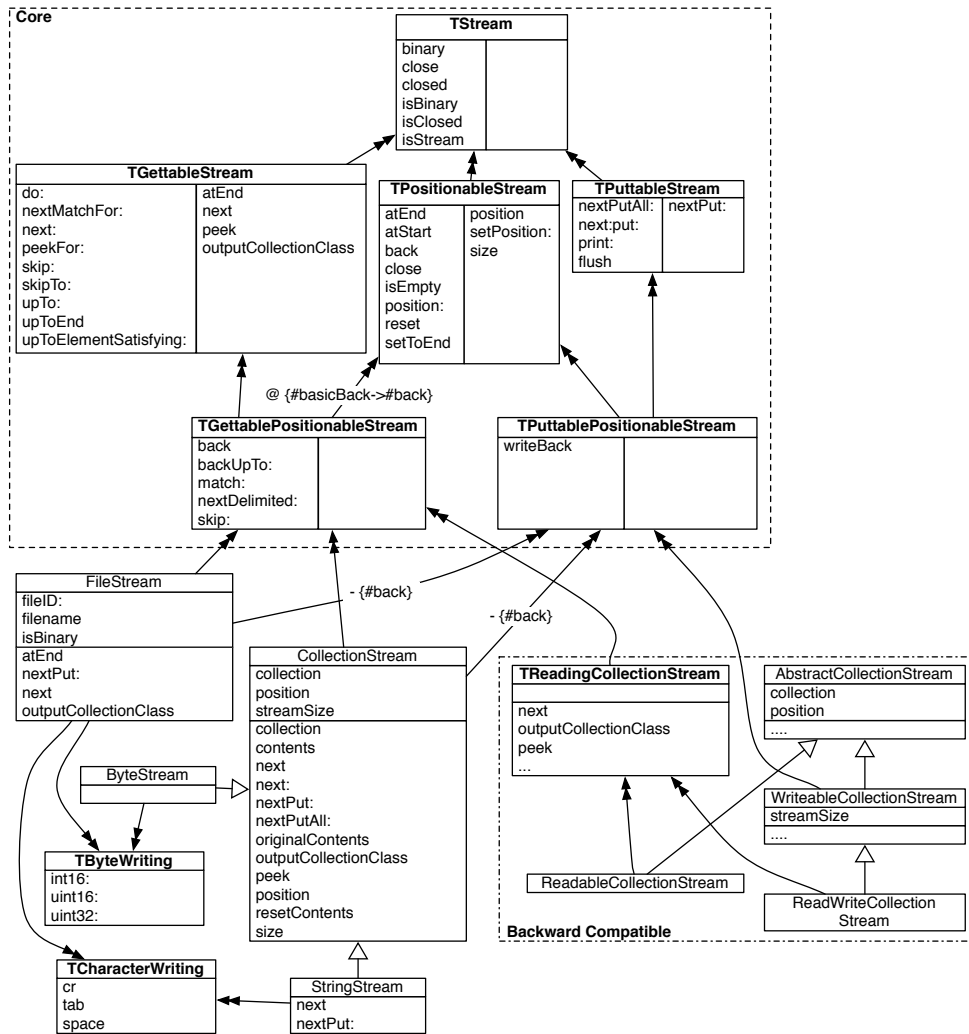 Core
TStream
binary
close
closed
isBinary
isClosed
isStream
TGettableStream
do:
nextMatchFor:
next:
peekFor:
skip:
skipTo:
upTo:
upToEnd
upToElementSatisfying:
atEnd
next
peek
outputCollectionClass
TPositionableStream
atEnd
atStart
back
close
isEmpty
position:
reset
setToEnd
position
setPosition:
size
TPuttableStream
nextPutAll:
next:put:
print:
flush
nextPut:
@ {#basicBack->#back}
TGettablePositionableStream
back
backUpTo:
match:
nextDelimited:
skip:
TPuttablePositionableStream
writeBack
FileStream
fileID:
filename
isBinary
atEnd
nextPut:
next
outputCollectionClass
- {#back}
- {#back}
CollectionStream
collection
position
streamSize
collection
contents
next
next:
nextPut:
nextPutAll:
originalContents
outputCollectionClass
peek
position
resetContents
size
TReadingCollectionStream
next
outputCollectionClass
peek
...
AbstractCollectionStream
collection
position
....
ByteStream
WriteableCollectionStream
streamSize
....
TByteWriting
int16:
uint16:
uint32:
ReadableCollectionStream
ReadWriteCollection
Stream
Backward Compatible
TCharacterWriting
cr
tab
space
StringStream
next
nextPut: